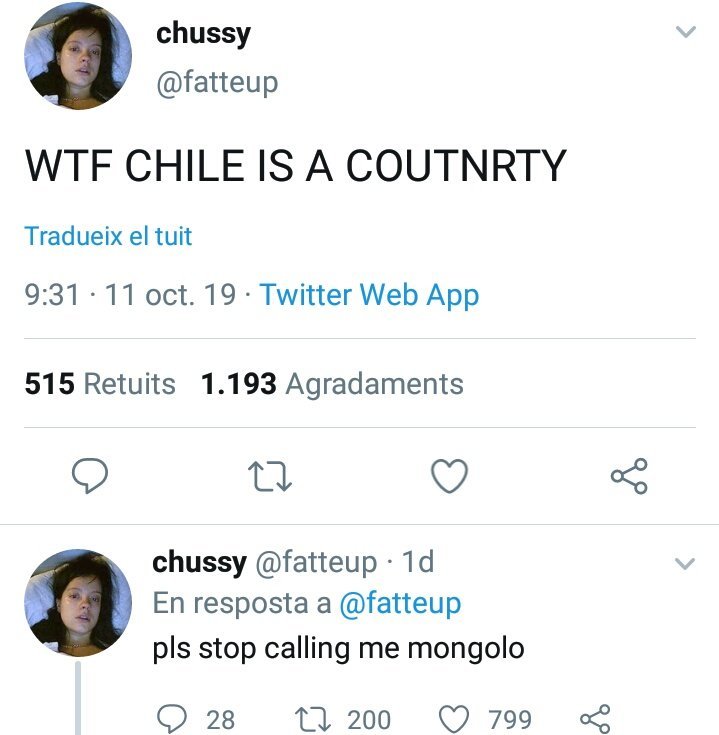 chussy
@fatteup
WTF CHILE IS A COUTNRTY
Tradueix el tuit
9:31 · 11 oct. 19 · Twitter Web App
515 Retuits 1.193 Agradaments
chussy @fatteup · 1d
En resposta a @fatteup
pls stop calling me mongolo
28 200 799